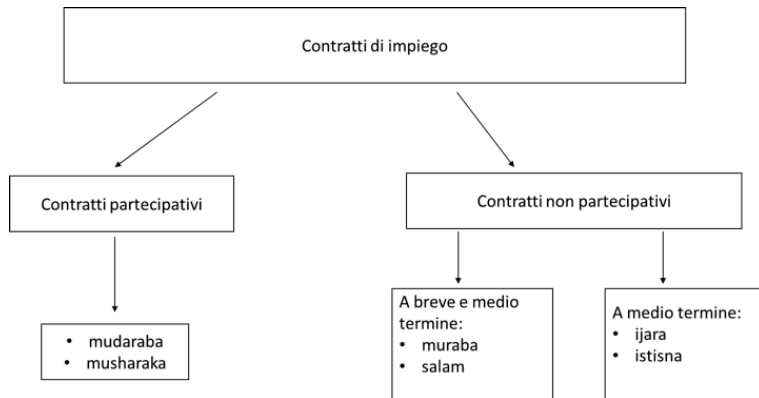 Contratti di impiego
Contratti partecipativi
Contratti non partecipativi
• mudaraba
• musharaka
A breve e medio
termine:
• muraba
• salam
A medio termine:
• ijara
• istisna